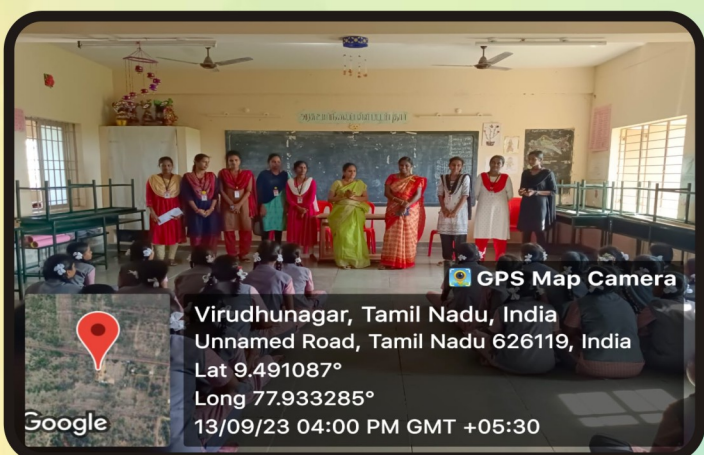 GPS Map Camera
Virudhunagar, Tamil Nadu, India
Unnamed Road, Tamil Nadu 626119, India
Lat 9.491087°
Long 77.933285°
13/09/23 04:00 PM GMT +05:30
Google